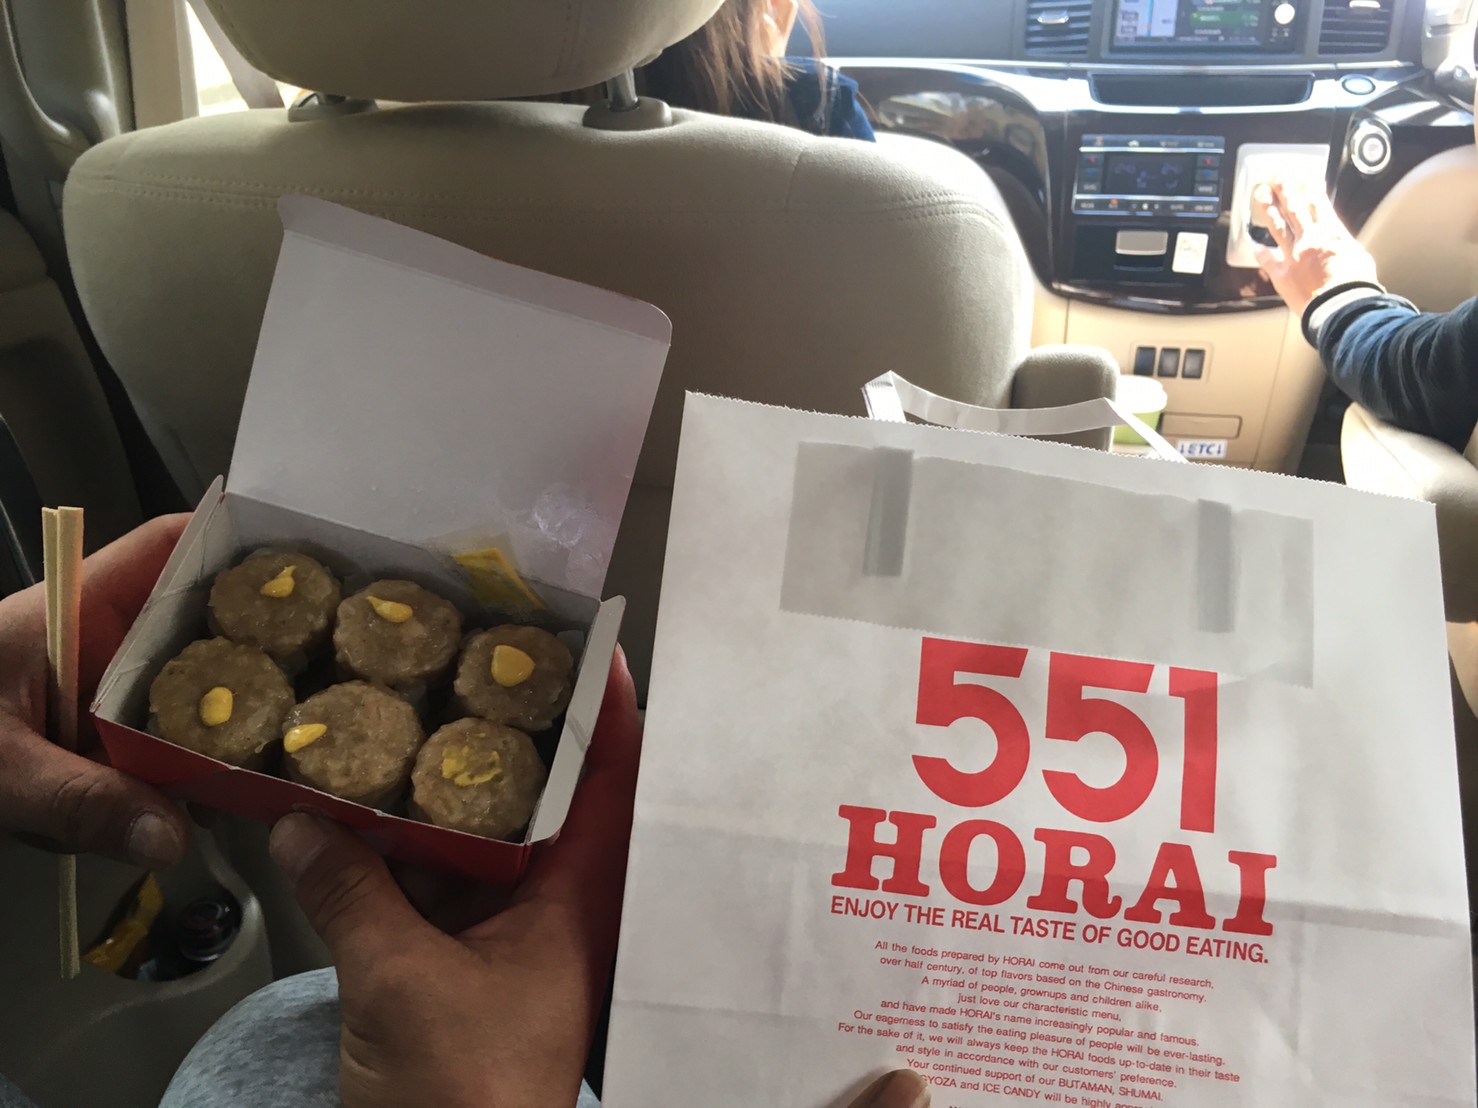 551
HORAI
ENJOY THE REAL TASTE OF GOOD EATING.
All the foods prepared by HORAI come out from our careful research,
over half century, of top flavors based on the Chinese gastronomy.
A myriad of people, grownups and children alike,
just love our characteristic menu,
and have made HORAI's name increasingly popular and famous.
Our eagerness to satisfy the eating pleasure of people will be ever-lasting.
For the sake of it, we will always keep the HORAI foods up-to-date in their taste
and style in accordance with our customers' preference.
Your continued support of our BUTAMAN, SHUMAI,
GYOZA and ICE CANDY will be highly
ETC